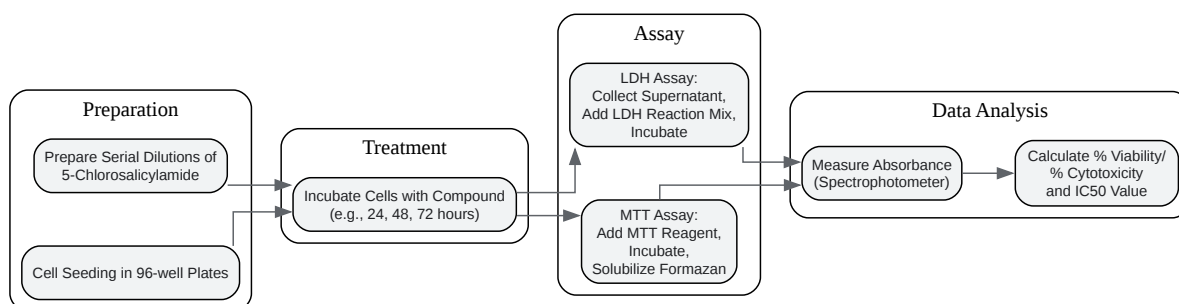 Preparation
Prepare Serial Dilutions of
5-Chlorosalicylamide
Cell Seeding in 96-well Plates
Treatment
Incubate Cells with Compound
(e.g., 24, 48, 72 hours)
Assay
LDH Assay:
Collect Supernatant,
Add LDH Reaction Mix,
Incubate
MTT Assay:
Add MTT Reagent,
Incubate,
Solubilize Formazan
Data Analysis
Measure Absorbance
(Spectrophotometer)
Calculate % Viability/
% Cytotoxicity
and IC50 Value